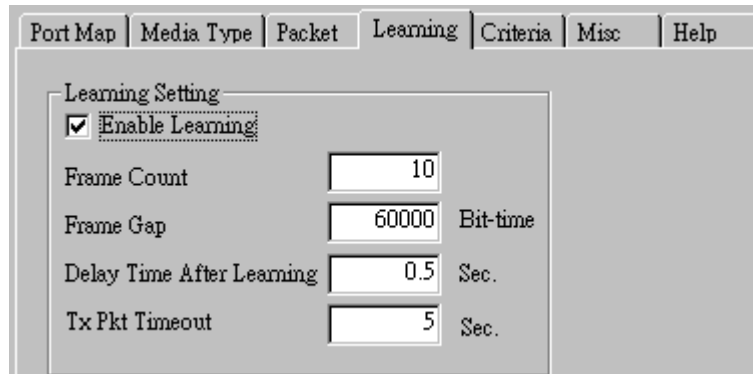 Port Map Media Type Packet Learning Criteria Misc Help
Learning Setting
Enable Learning
Frame Count 10
Frame Gap 60000 Bit-time
Delay Time After Learning 0.5 Sec.
Tx Pkt Timeout 5 Sec.